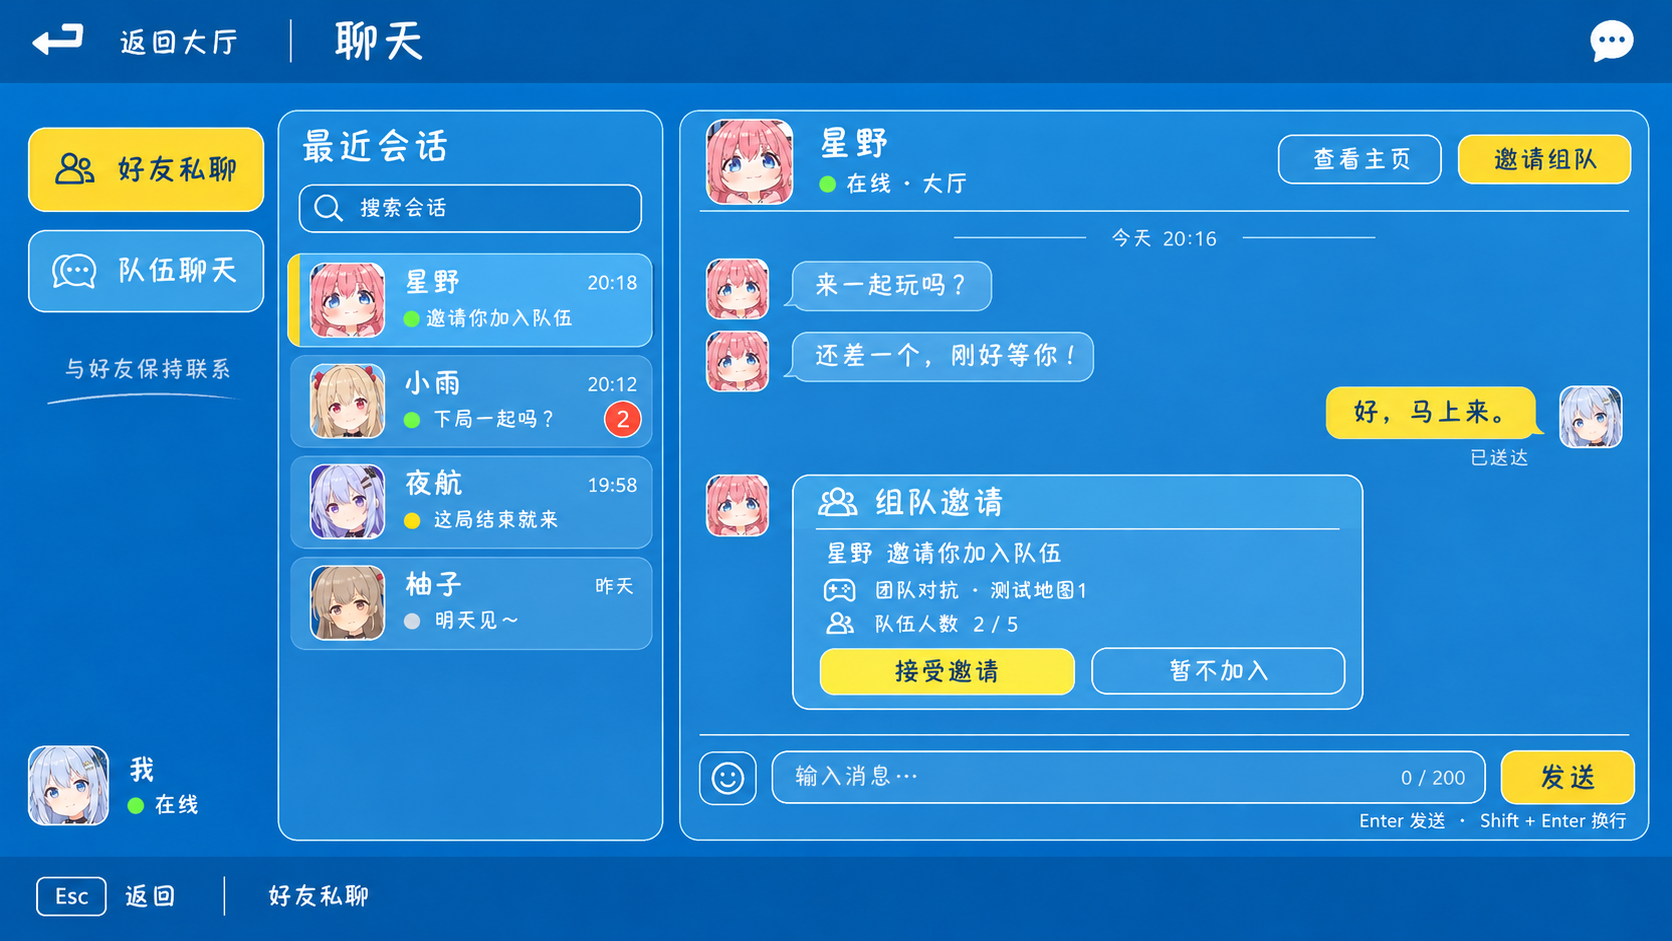 返回大厅
聊天
好友私聊
队伍聊天
与好友保持联系
我
在线
最近会话
搜索会话
星野
20:18
邀请你加入队伍
小雨
20:12
下局一起吗？
2
夜航
19:58
这局结束就来
柚子
昨天
明天见～
星野
在线 · 大厅
查看主页
邀请组队
今天 20:16
来一起玩吗？
还差一个，刚好等你！
好，马上来。
已送达
组队邀请
星野 邀请你加入队伍
团队对抗 · 测试地图1
队伍人数 2 / 5
接受邀请
暂不加入
输入消息…
0 / 200
发送
Enter 发送 · Shift + Enter 换行
Esc
返回
好友私聊